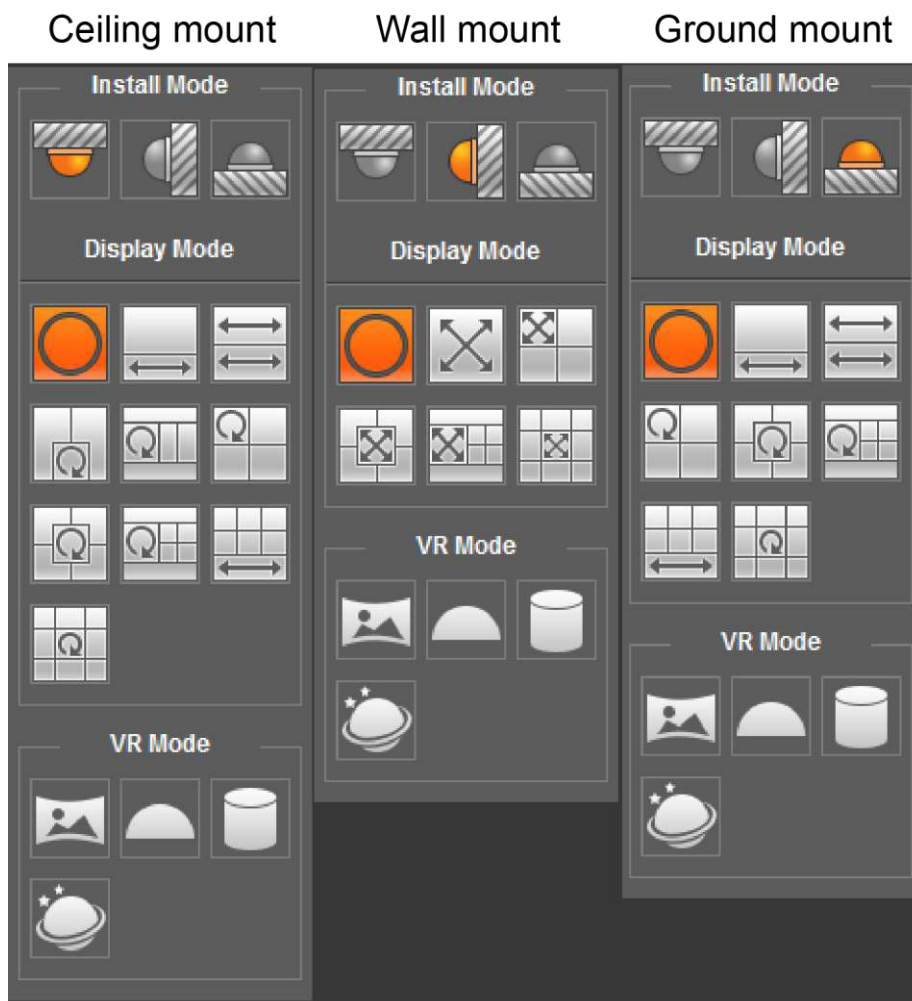 Ceiling mount
Install Mode
Display Mode
VR Mode
Wall mount
Install Mode
Display Mode
VR Mode
Ground mount
Install Mode
Display Mode
VR Mode